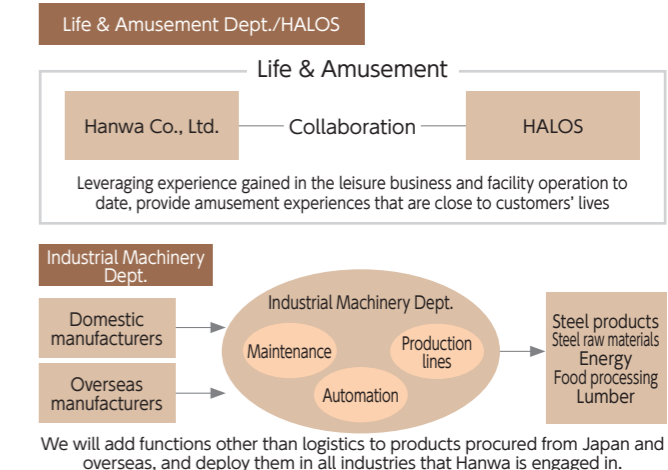 Life & Amusement Dept./HALOS
Life & Amusement
Hanwa Co., Ltd.
Collaboration
HALOS
Leveraging experience gained in the leisure business and facility operation to
date, provide amusement experiences that are close to customers' lives
Industrial Machinery
Dept.
Domestic
manufacturers
Overseas
manufacturers
Industrial Machinery Dept.
Maintenance
Production
lines
Automation
Steel products
Steel raw materials
Energy
Food processing
Lumber
We will add functions other than logistics to products procured from Japan and
overseas, and deploy them in all industries that Hanwa is engaged in.